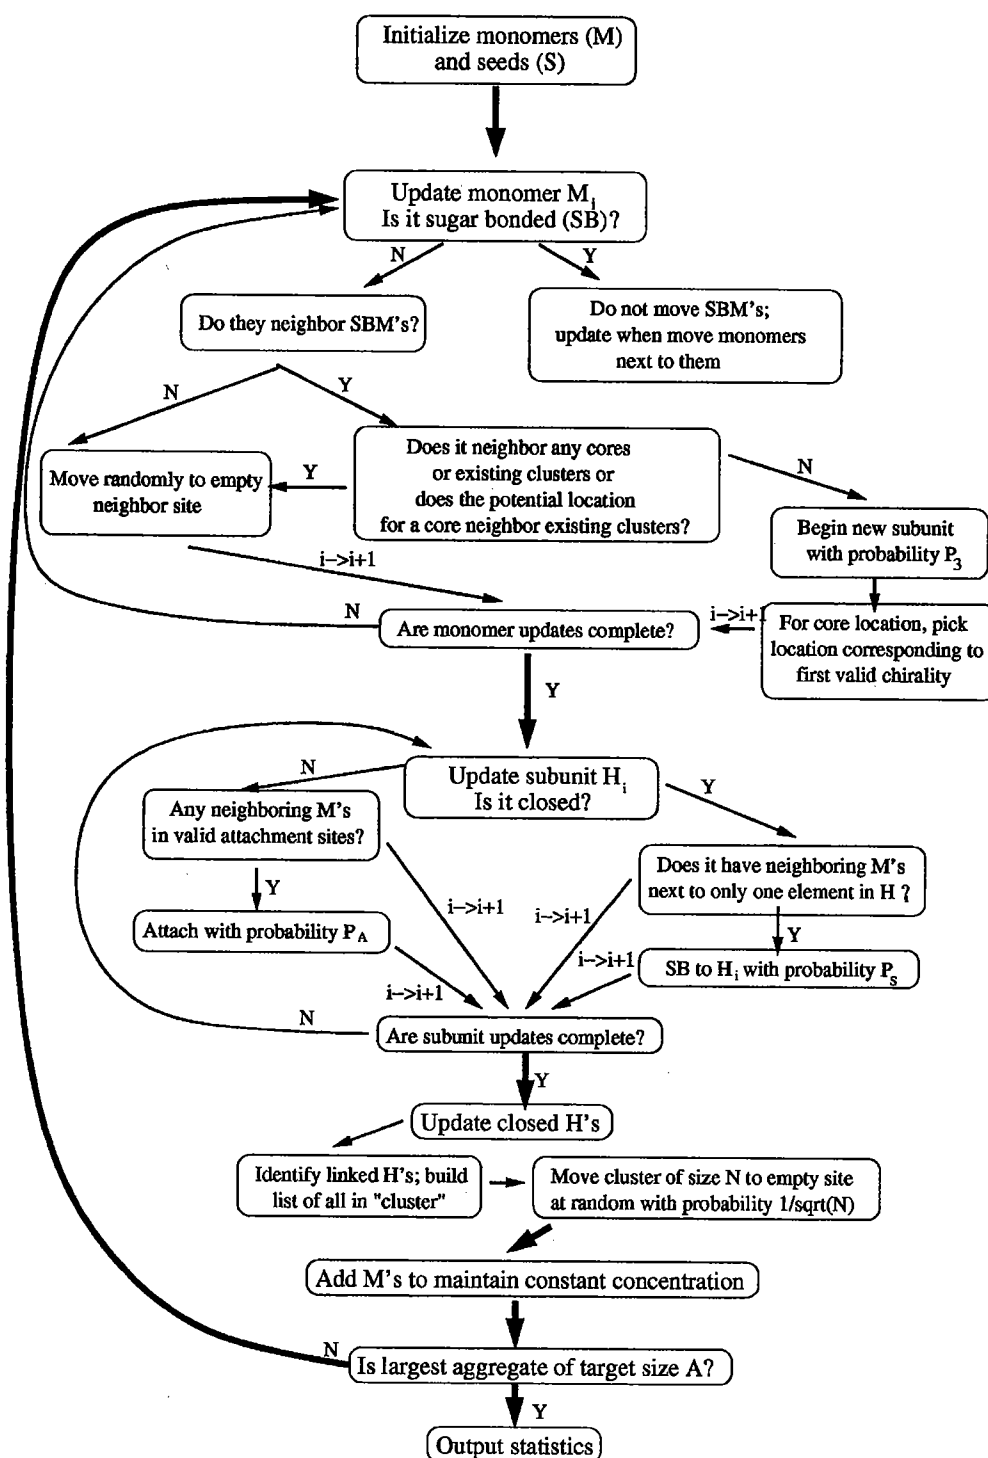 Initialize monomers (M)
and seeds (S)
Update monomer Mi
Is it sugar bonded (SB)?
N
Y
Do they neighbor SBM's?
Do not move SBM's;
update when move monomers
next to them
N
Y
Move randomly to empty
neighbor site
Y
Does it neighbor any cores
or existing clusters or
does the potential location
for a core neighbor existing clusters?
N
Begin new subunit
with probability P3
i->i+1
N
Are monomer updates complete?
i->i+1
For core location, pick
location corresponding to
first valid chirality
Y
Update subunit Hi
Is it closed?
N
Y
Any neighboring M's
in valid attachment sites?
Does it have neighboring M's
next to only one element in H ?
Y
i->i+1
i->i+1
Y
Attach with probability PA
i->i+1
SB to Hi with probability Ps
i->i+1
N
Are subunit updates complete?
Y
Update closed H's
Identify linked H's; build
list of all in "cluster"
Move cluster of size N to empty site
at random with probability 1/sqrt(N)
Add M's to maintain constant concentration
N
Is largest aggregate of target size A?
Y
Output statistics